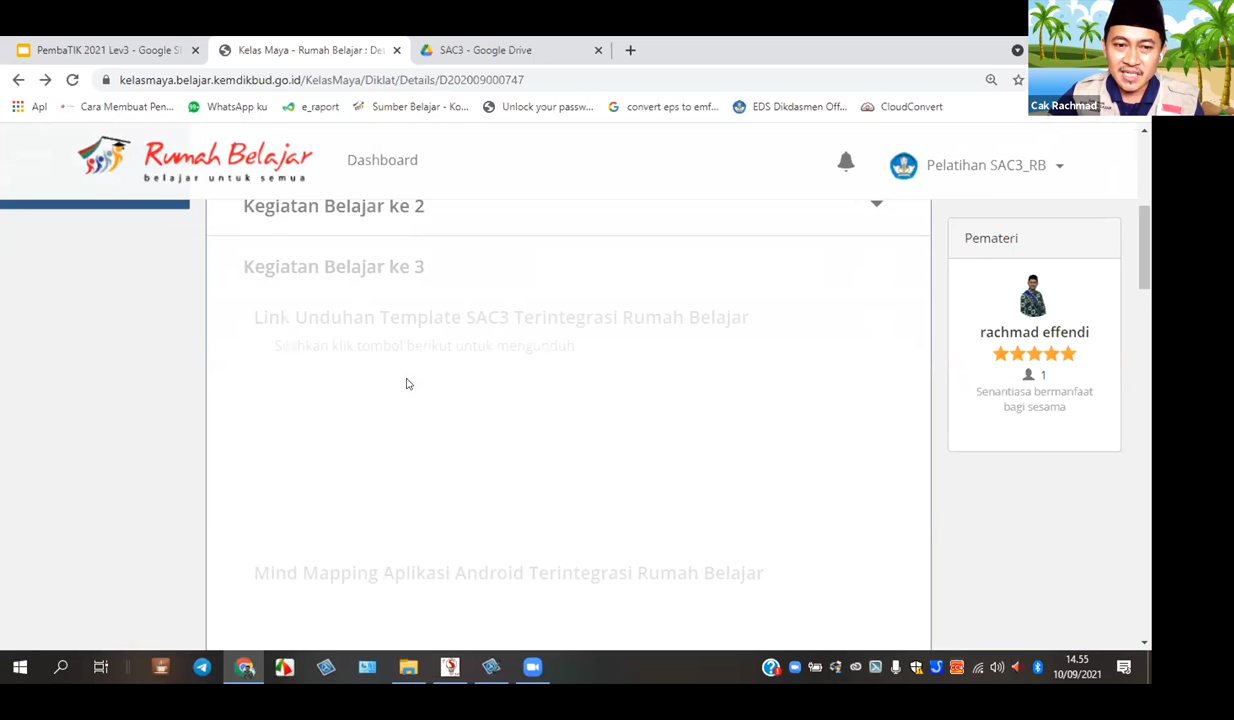 PembaTIK 2021 Lev3 - Google Sl
Kelas Maya - Rumah Belajar : De
SAC3 - Google Drive
kelasmaya.belajar.kemdikbud.go.id/KelasMaya/Diklat/Details/D202009000747
Apl
Cara Membuat Pen...
WhatsApp ku
e_raport
Sumber Belajar - Ko...
Unlock your passw...
convert eps to emf...
EDS Dikdasmen Off...
CloudConvert
Cak Rachmad
Rumah Belajar
belajar untuk semua
Dashboard
Pelatihan SAC3_RB
Kegiatan Belajar ke 2
Kegiatan Belajar ke 3
Link Unduhan Template SAC3 Terintegrasi Rumah Belajar
Silahkan klik tombol berikut untuk mengunduh
Mind Mapping Aplikasi Android Terintegrasi Rumah Belajar
Pemateri
rachmad effendi
1
Senantiasa bermanfaat
bagi sesama
14.55
10/09/2021